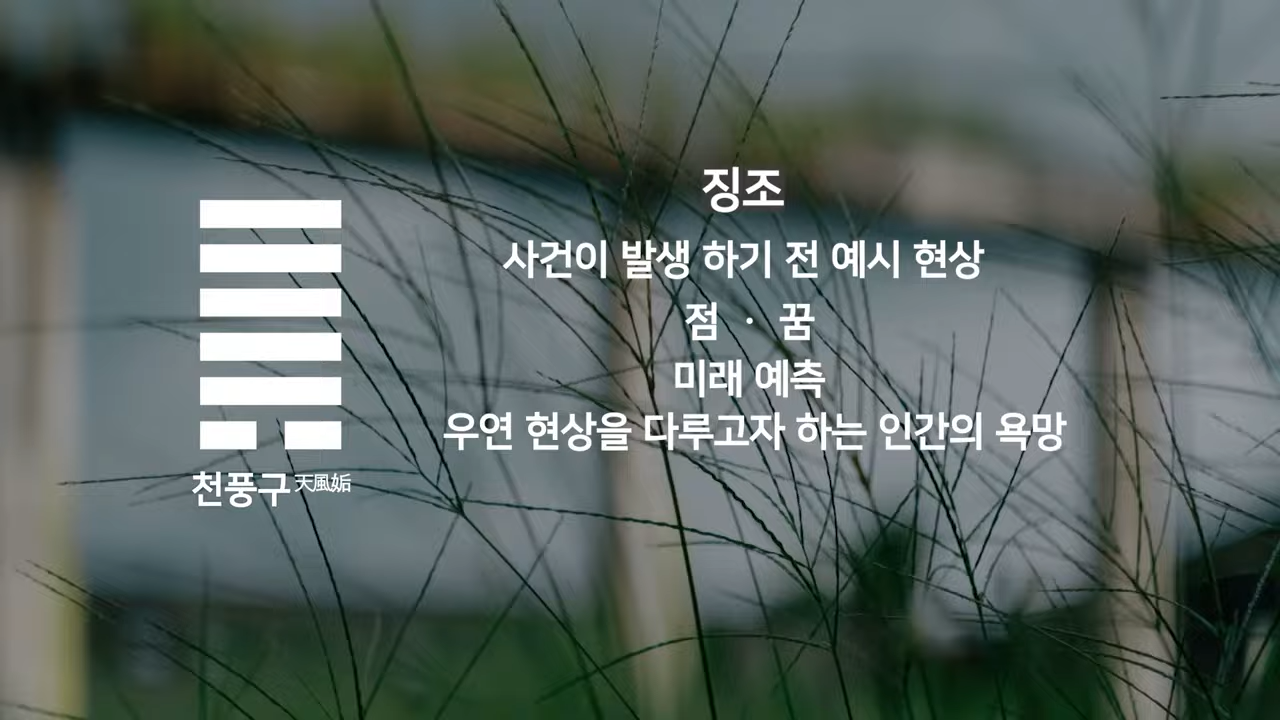 징조
사건이 발생 하기 전 예시 현상
점 · 꿈
미래 예측
우연 현상을 다루고자 하는 인간의 욕망
천풍구 天風姤